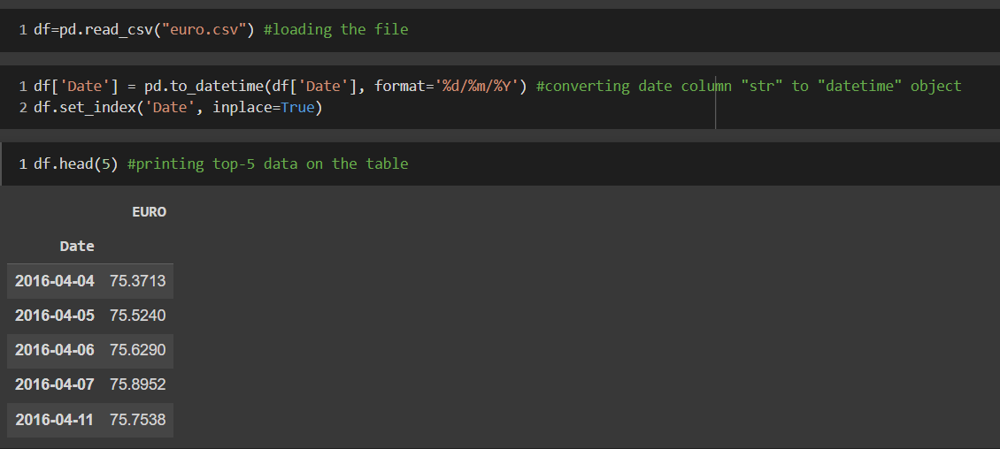 1 df=pd.read_csv("euro.csv") #loading the file
1 df['Date'] = pd.to_datetime(df['Date'], format='%d/%m/%Y') #converting date column "str" to "datetime" object
2 df.set_index('Date', inplace=True)
1 df.head(5) #printing top-5 data on the table
EURO
Date
2016-04-04 75.3713
2016-04-05 75.5240
2016-04-06 75.6290
2016-04-07 75.8952
2016-04-11 75.7538